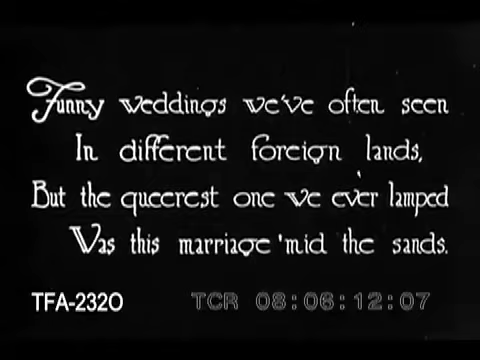 Funny weddings we've often seen
In different foreign lands,
But the queerest one we ever lamped
Was this marriage 'mid the sands.
TFA-232O TCR 08:06:12:07